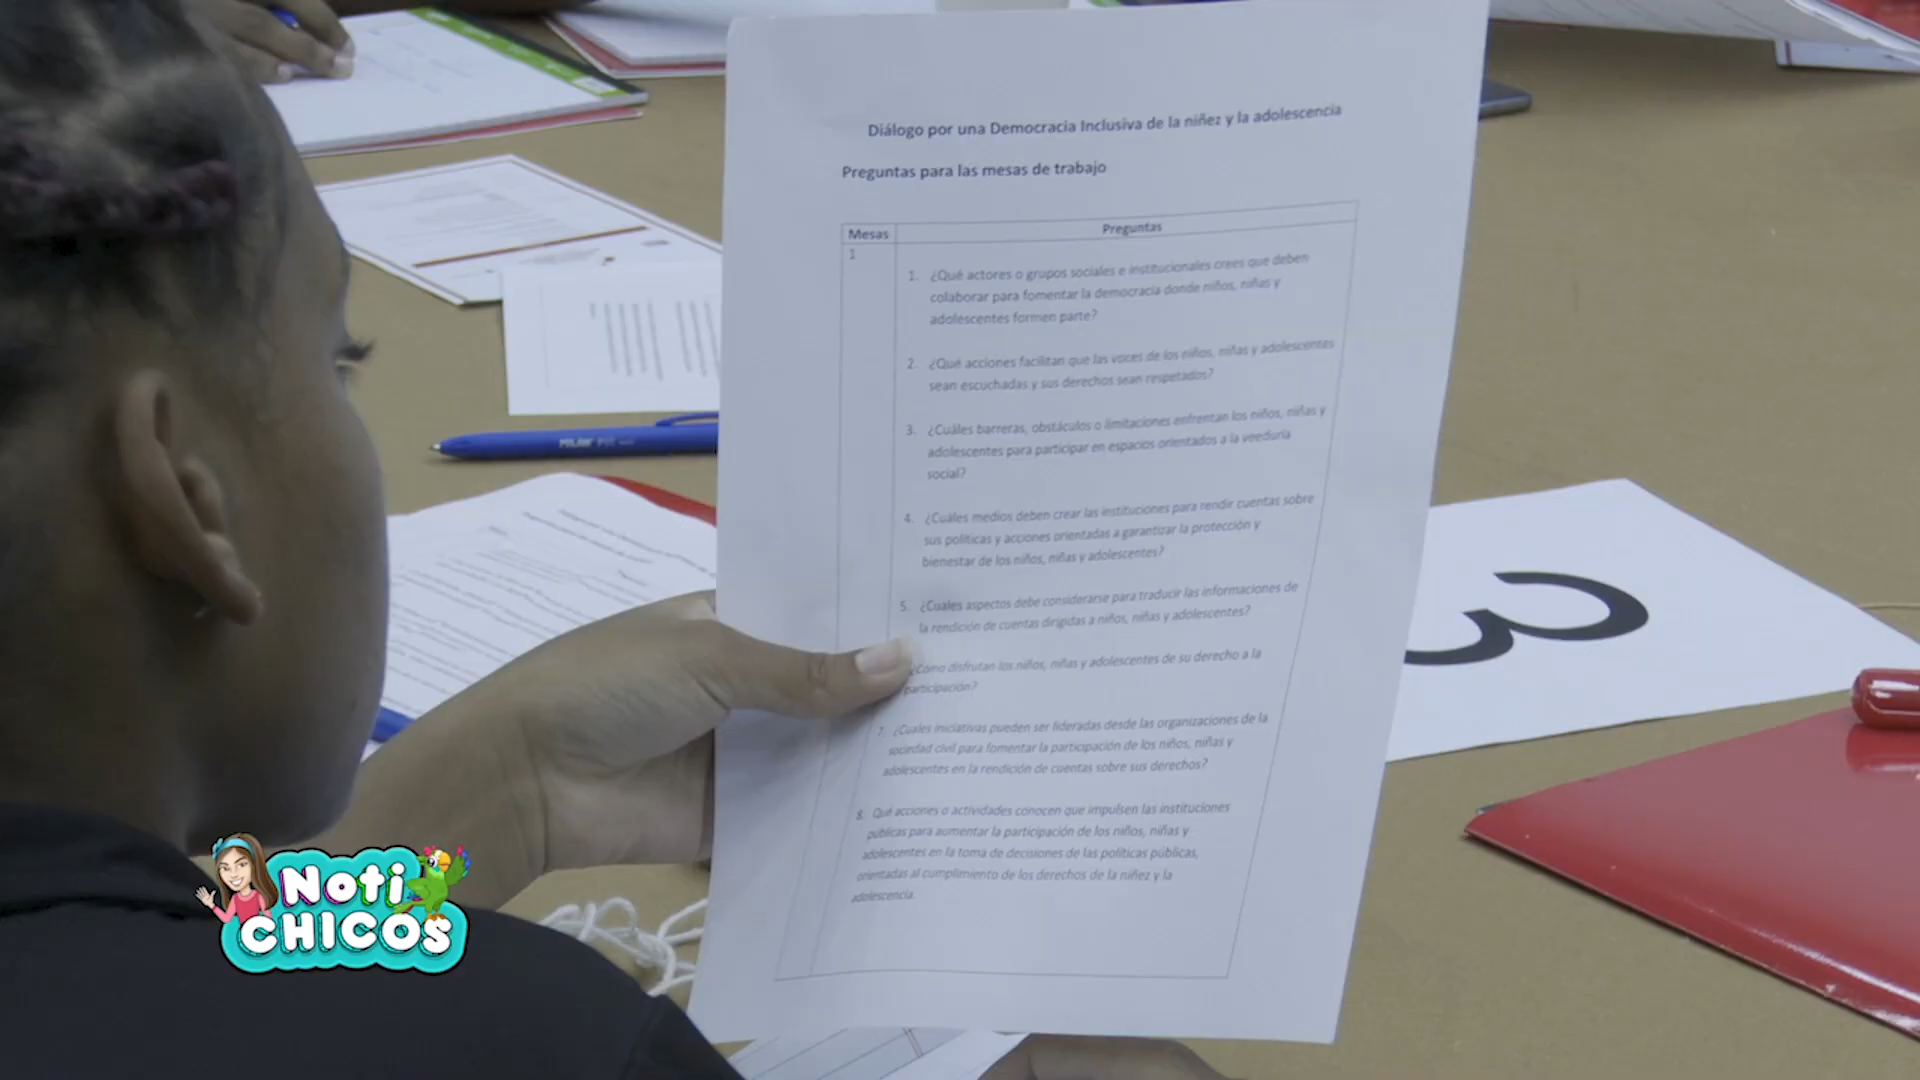 Diálogo por una Democracia Inclusiva de la niñez y la adolescencia
Preguntas para las mesas de trabajo
Mesas
Preguntas
1
1. ¿Qué actores o grupos sociales e institucionales crees que deben
colaborar para fomentar la democracia donde niños, niñas y
adolescentes formen parte?
2. ¿Qué acciones facilitan que las voces de los niños, niñas y adolescentes
sean escuchadas y sus derechos sean respetados?
3. ¿Cuáles barreras, obstáculos o limitaciones enfrentan los niños, niñas y
adolescentes para participar en espacios orientados a la veeduría
social?
4. ¿Cuáles medios deben crear las instituciones para rendir cuentas sobre
sus políticas y acciones orientadas a garantizar la protección y
bienestar de los niños, niñas y adolescentes?
5. ¿Cuales aspectos debe considerarse para traducir las informaciones de
la rendición de cuentas dirigidas a niños, niñas y adolescentes?
¿Como disfrutan los niños, niñas y adolescentes de su derecho a la
participación?
7. ¿Cuales iniciativas pueden ser lideradas desde las organizaciones de la
sociedad civil para fomentar la participación de los niños, niñas y
adolescentes en la rendición de cuentas sobre sus derechos?
8. Qué acciones o actividades conocen que impulsen las instituciones
públicas para aumentar la participación de los niños, niñas y
adolescentes en la toma de decisiones de las políticas públicas,
orientadas al cumplimiento de los derechos de la niñez y la
adolescencia.
3
MILAN P1
Noti
CHICOS